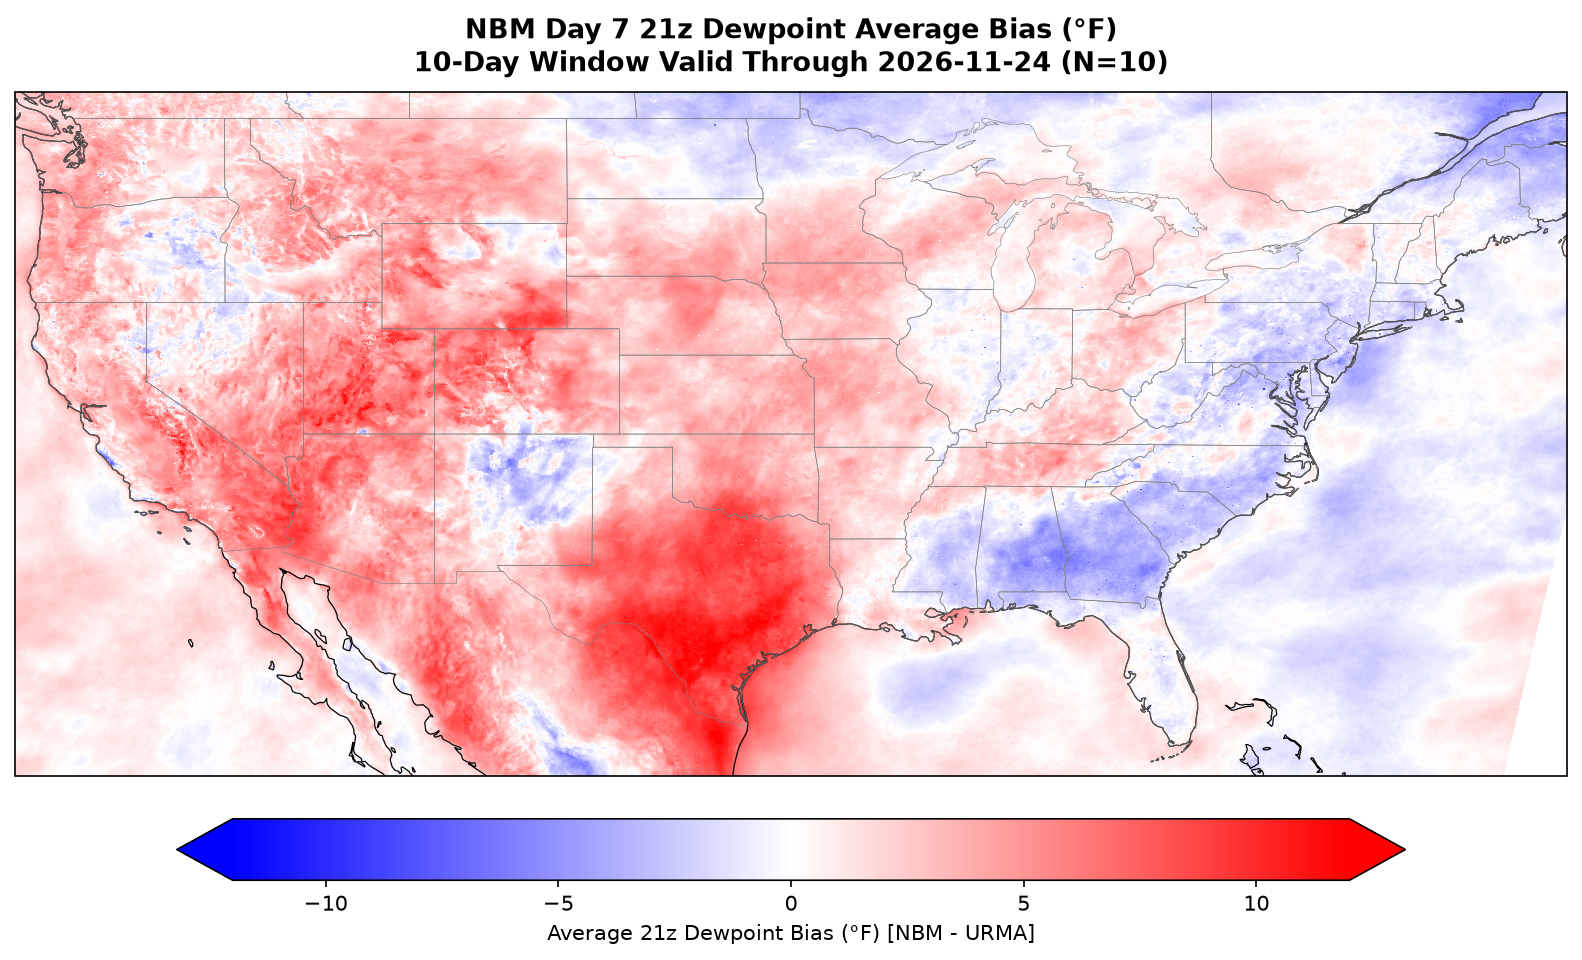 NBM Day 7 21z Dewpoint Average Bias (°F)
10-Day Window Valid Through 2026-11-24 (N=10)
−10 −5 0 5 10
Average 21z Dewpoint Bias (°F) [NBM - URMA]